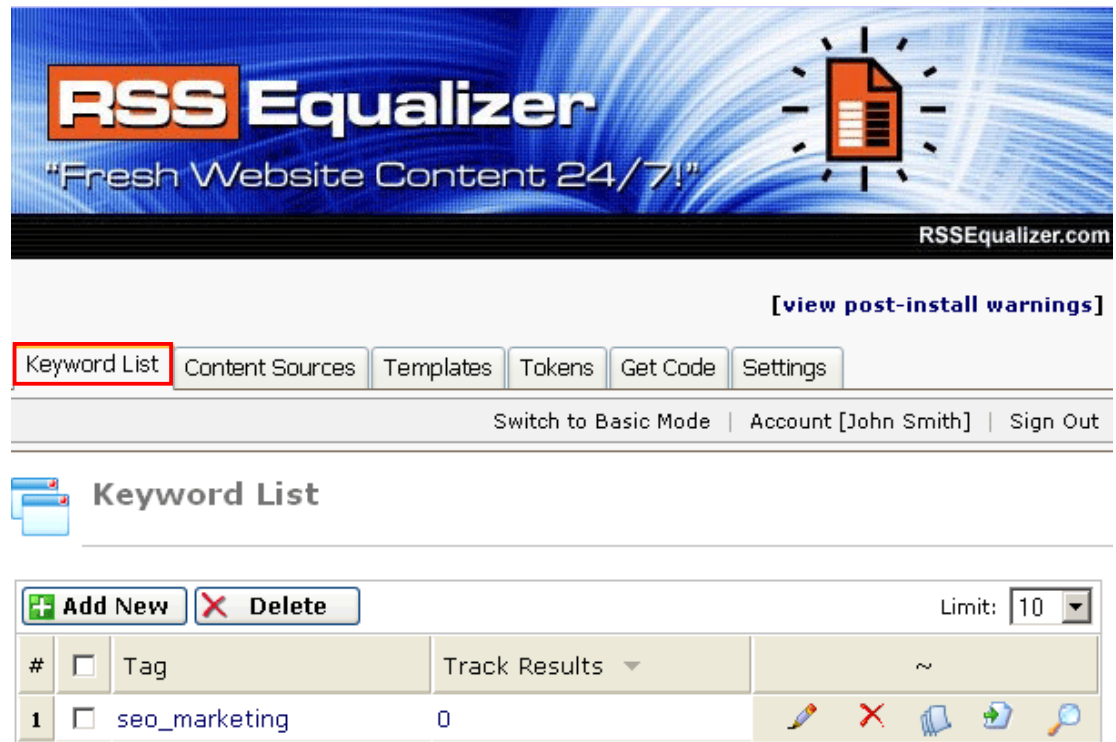 RSS Equalizer
"Fresh Website Content 24/7!"
RSSEqualizer.com
[view post-install warnings]
Keyword List Content Sources Templates Tokens Get Code Settings
Switch to Basic Mode | Account [John Smith] | Sign Out
Keyword List
Add New Delete Limit: 10
# Tag Track Results ~
1 seo_marketing 0